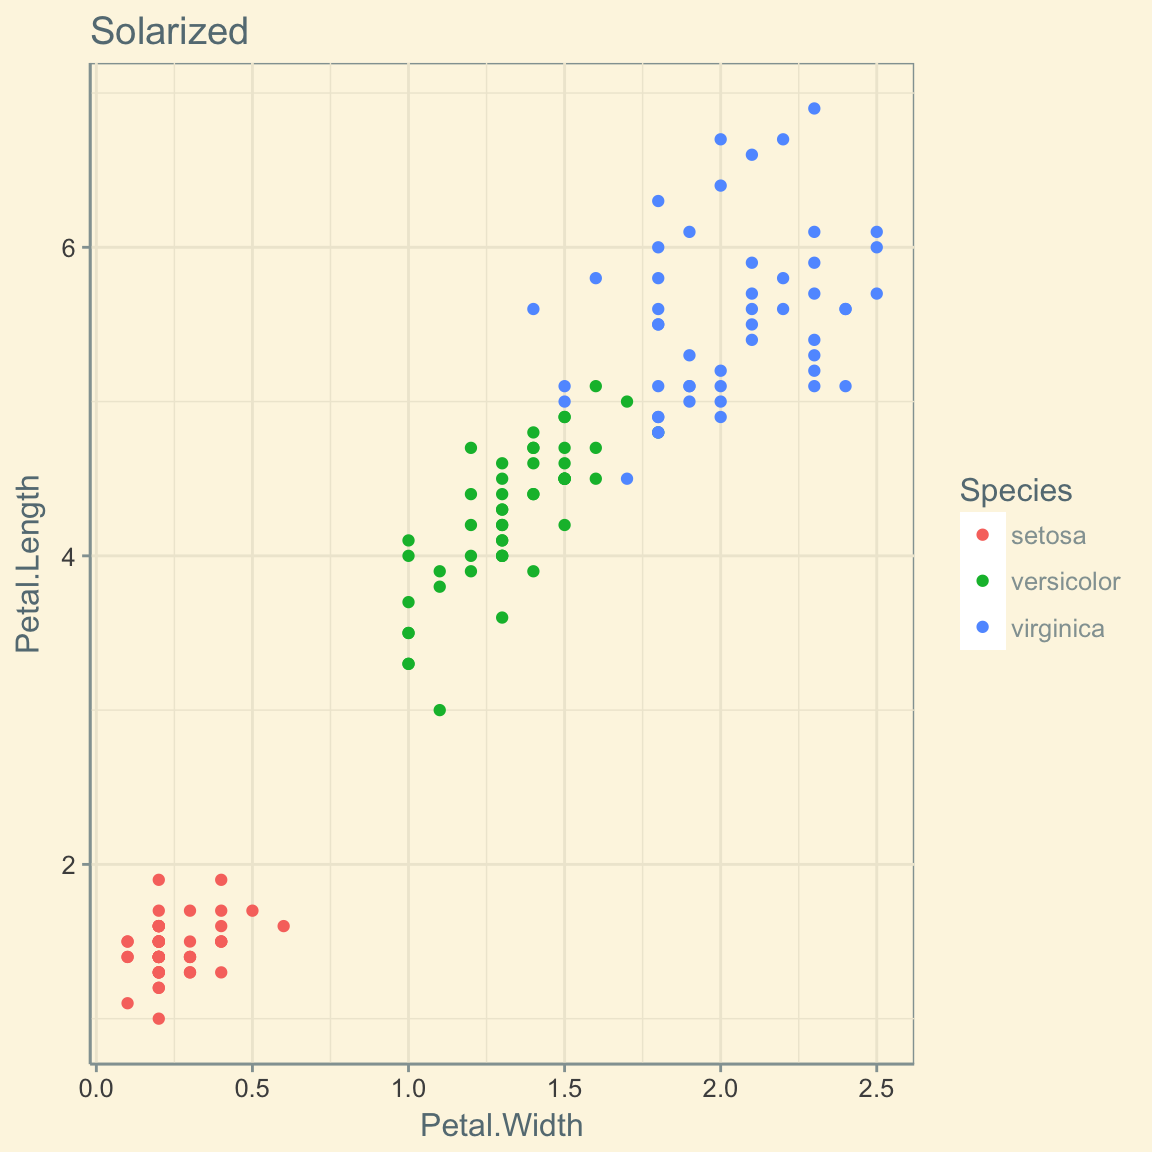 Solarized
6
4
2
0.0 0.5 1.0 1.5 2.0 2.5
Petal.Width
Petal.Length
Species
setosa
versicolor
virginica